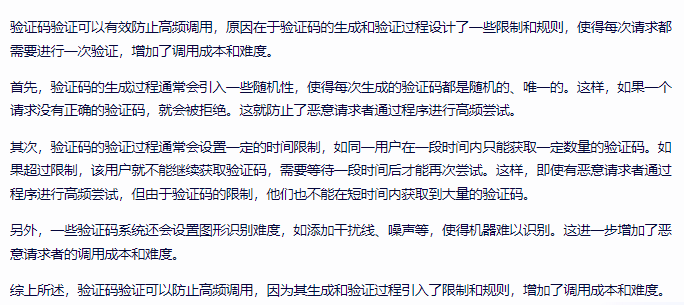 验证码验证可以有效防止高频调用，原因在于验证码的生成和验证过程设计了一些限制和规则，使得每次请求都
需要进行一次验证，增加了调用成本和难度。
首先，验证码的生成过程通常会引入一些随机性，使得每次生成的验证码都是随机的、唯一的。这样，如果一个
请求没有正确的验证码，就会被拒绝。这就防止了恶意请求者通过程序进行高频尝试。
其次，验证码的验证过程通常会设置一定的时间限制，如同一用户在一段时间内只能获取一定数量的验证码。如
果超过限制，该用户就不能继续获取验证码，需要等待一段时间后才能再次尝试。这样，即使有恶意请求者通过
程序进行高频尝试，但由于验证码的限制，他们也不能在短时间内获取到大量的验证码。
另外，一些验证码系统还会设置图形识别难度，如添加干扰线、噪声等，使得机器难以识别。这进一步增加了恶
意请求者的调用成本和难度。
综上所述，验证码验证可以防止高频调用，因为其生成和验证过程引入了限制和规则，增加了调用成本和难度。